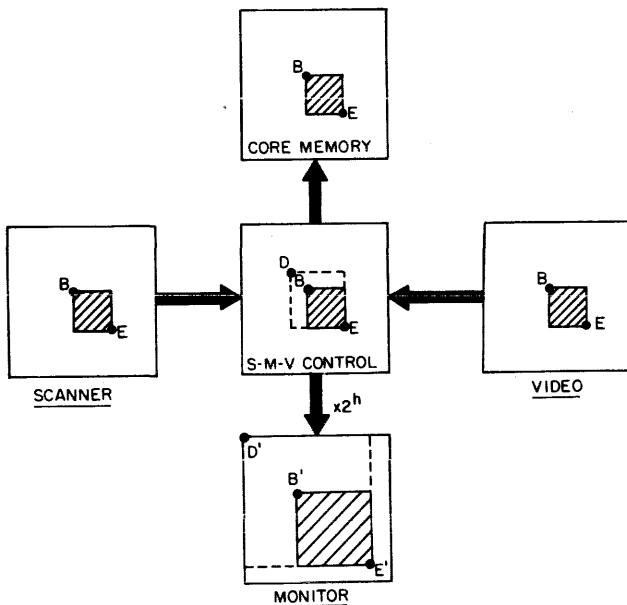 B
E
CORE MEMORY
B
E
SCANNER
D
B
E
S-M-V CONTROL
B
E
VIDEO
x2^h
D'
B'
E'
MONITOR